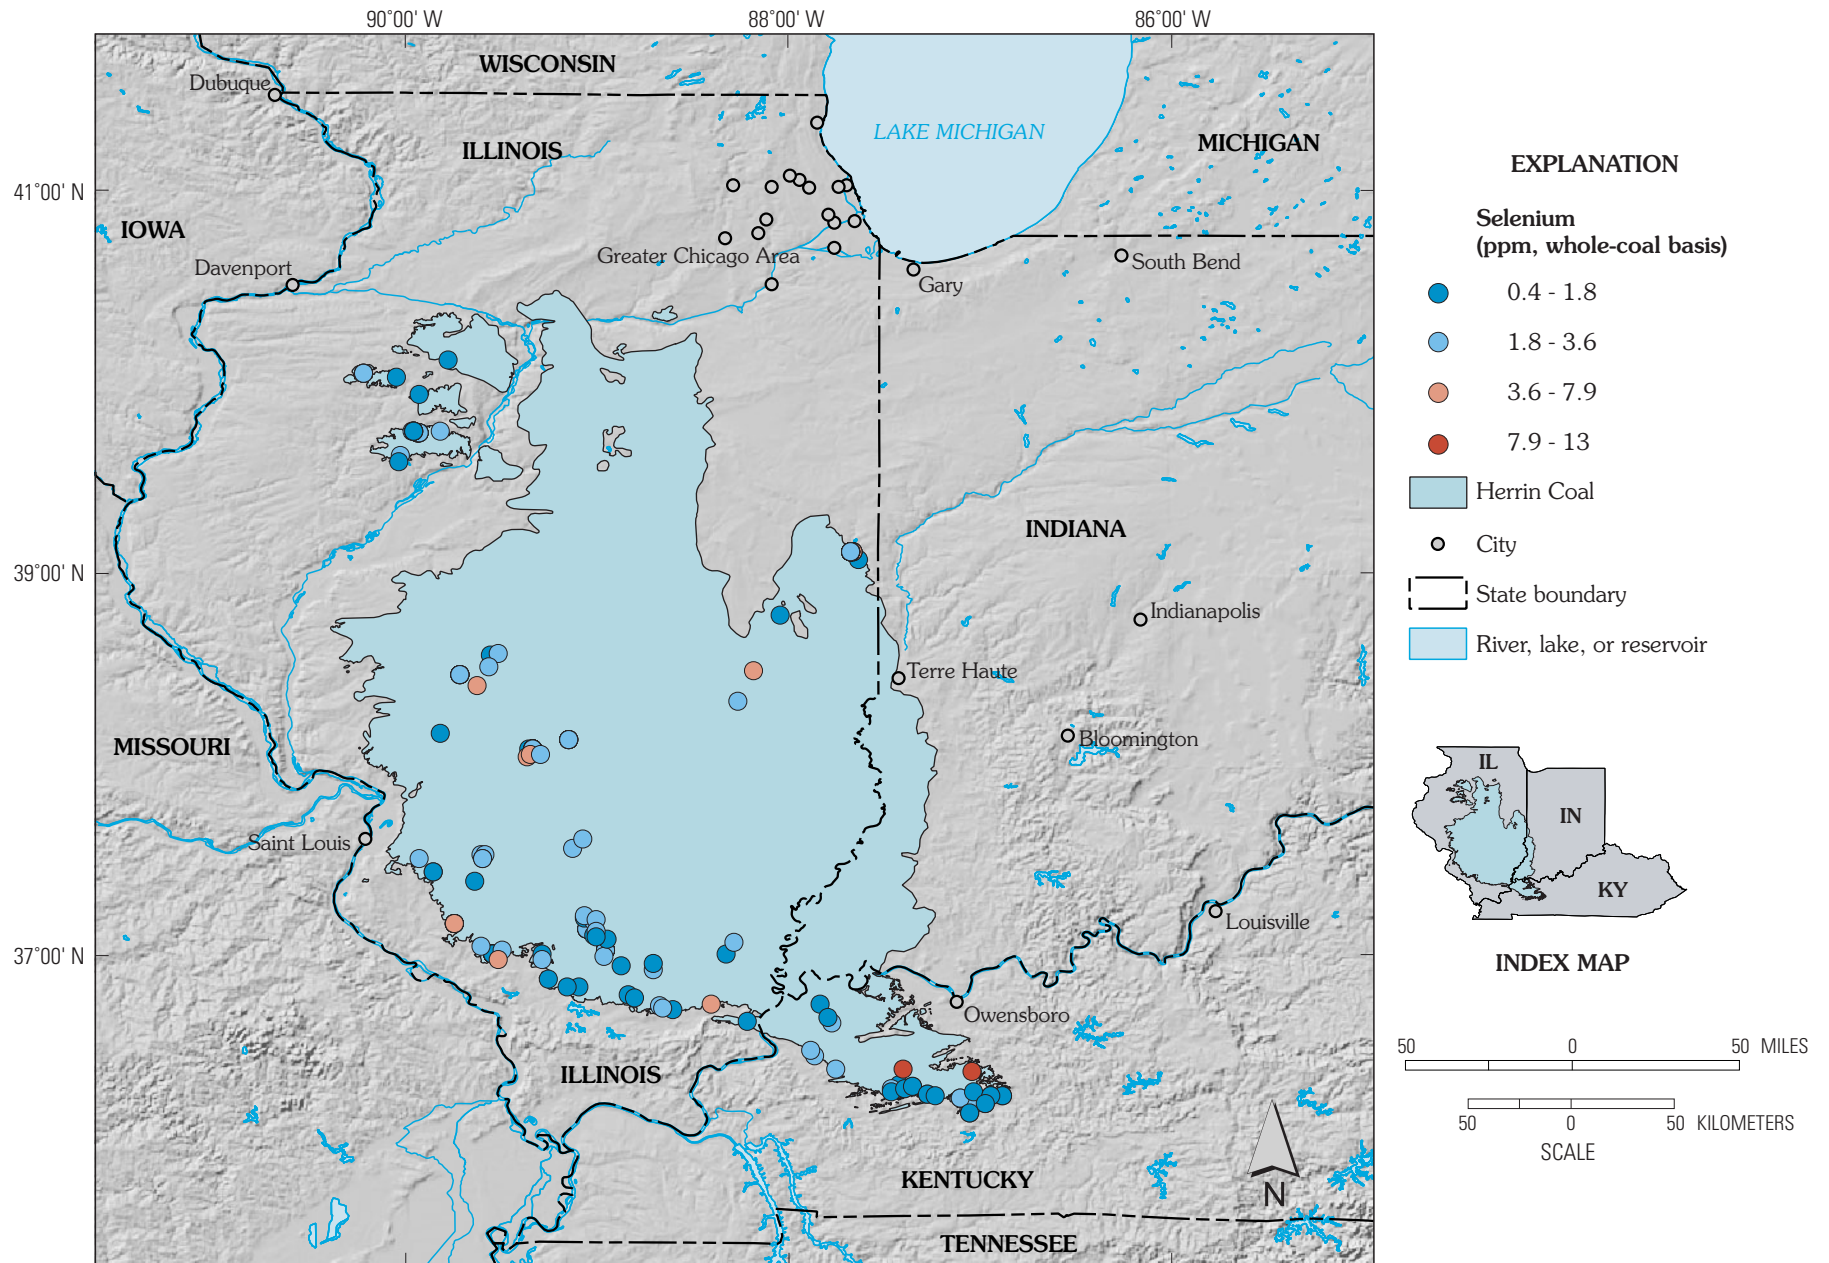 90°00' W
88°00' W
86°00' W
WISCONSIN
Dubuque
LAKE MICHIGAN
MICHIGAN
ILLINOIS
41°00' N
IOWA
Greater Chicago Area
Davenport
South Bend
Gary
INDIANA
39°00' N
Indianapolis
Terre Haute
MISSOURI
Bloomington
Saint Louis
Louisville
37°00' N
Owensboro
ILLINOIS
KENTUCKY
N
TENNESSEE
EXPLANATION
Selenium
(ppm, whole-coal basis)
0.4 - 1.8
1.8 - 3.6
3.6 - 7.9
7.9 - 13
Herrin Coal
City
State boundary
River, lake, or reservoir
IL
IN
KY
INDEX MAP
50 0 50 MILES
50 0 50 KILOMETERS
SCALE